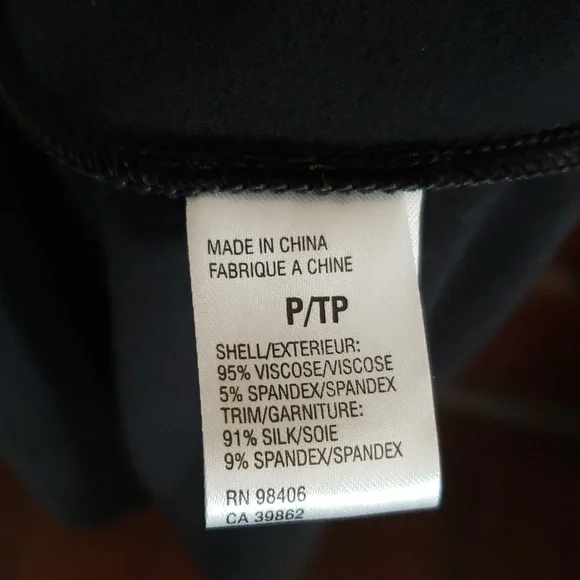 MADE IN CHINA
FABRIQUE A CHINE
P/TP
SHELL/EXTERIEUR:
95% VISCOSE/VISCOSE
5% SPANDEX/SPANDEX
TRIM/GARNITURE:
91% SILK/SOIE
9% SPANDEX/SPANDEX
RN 98406
CA 39862